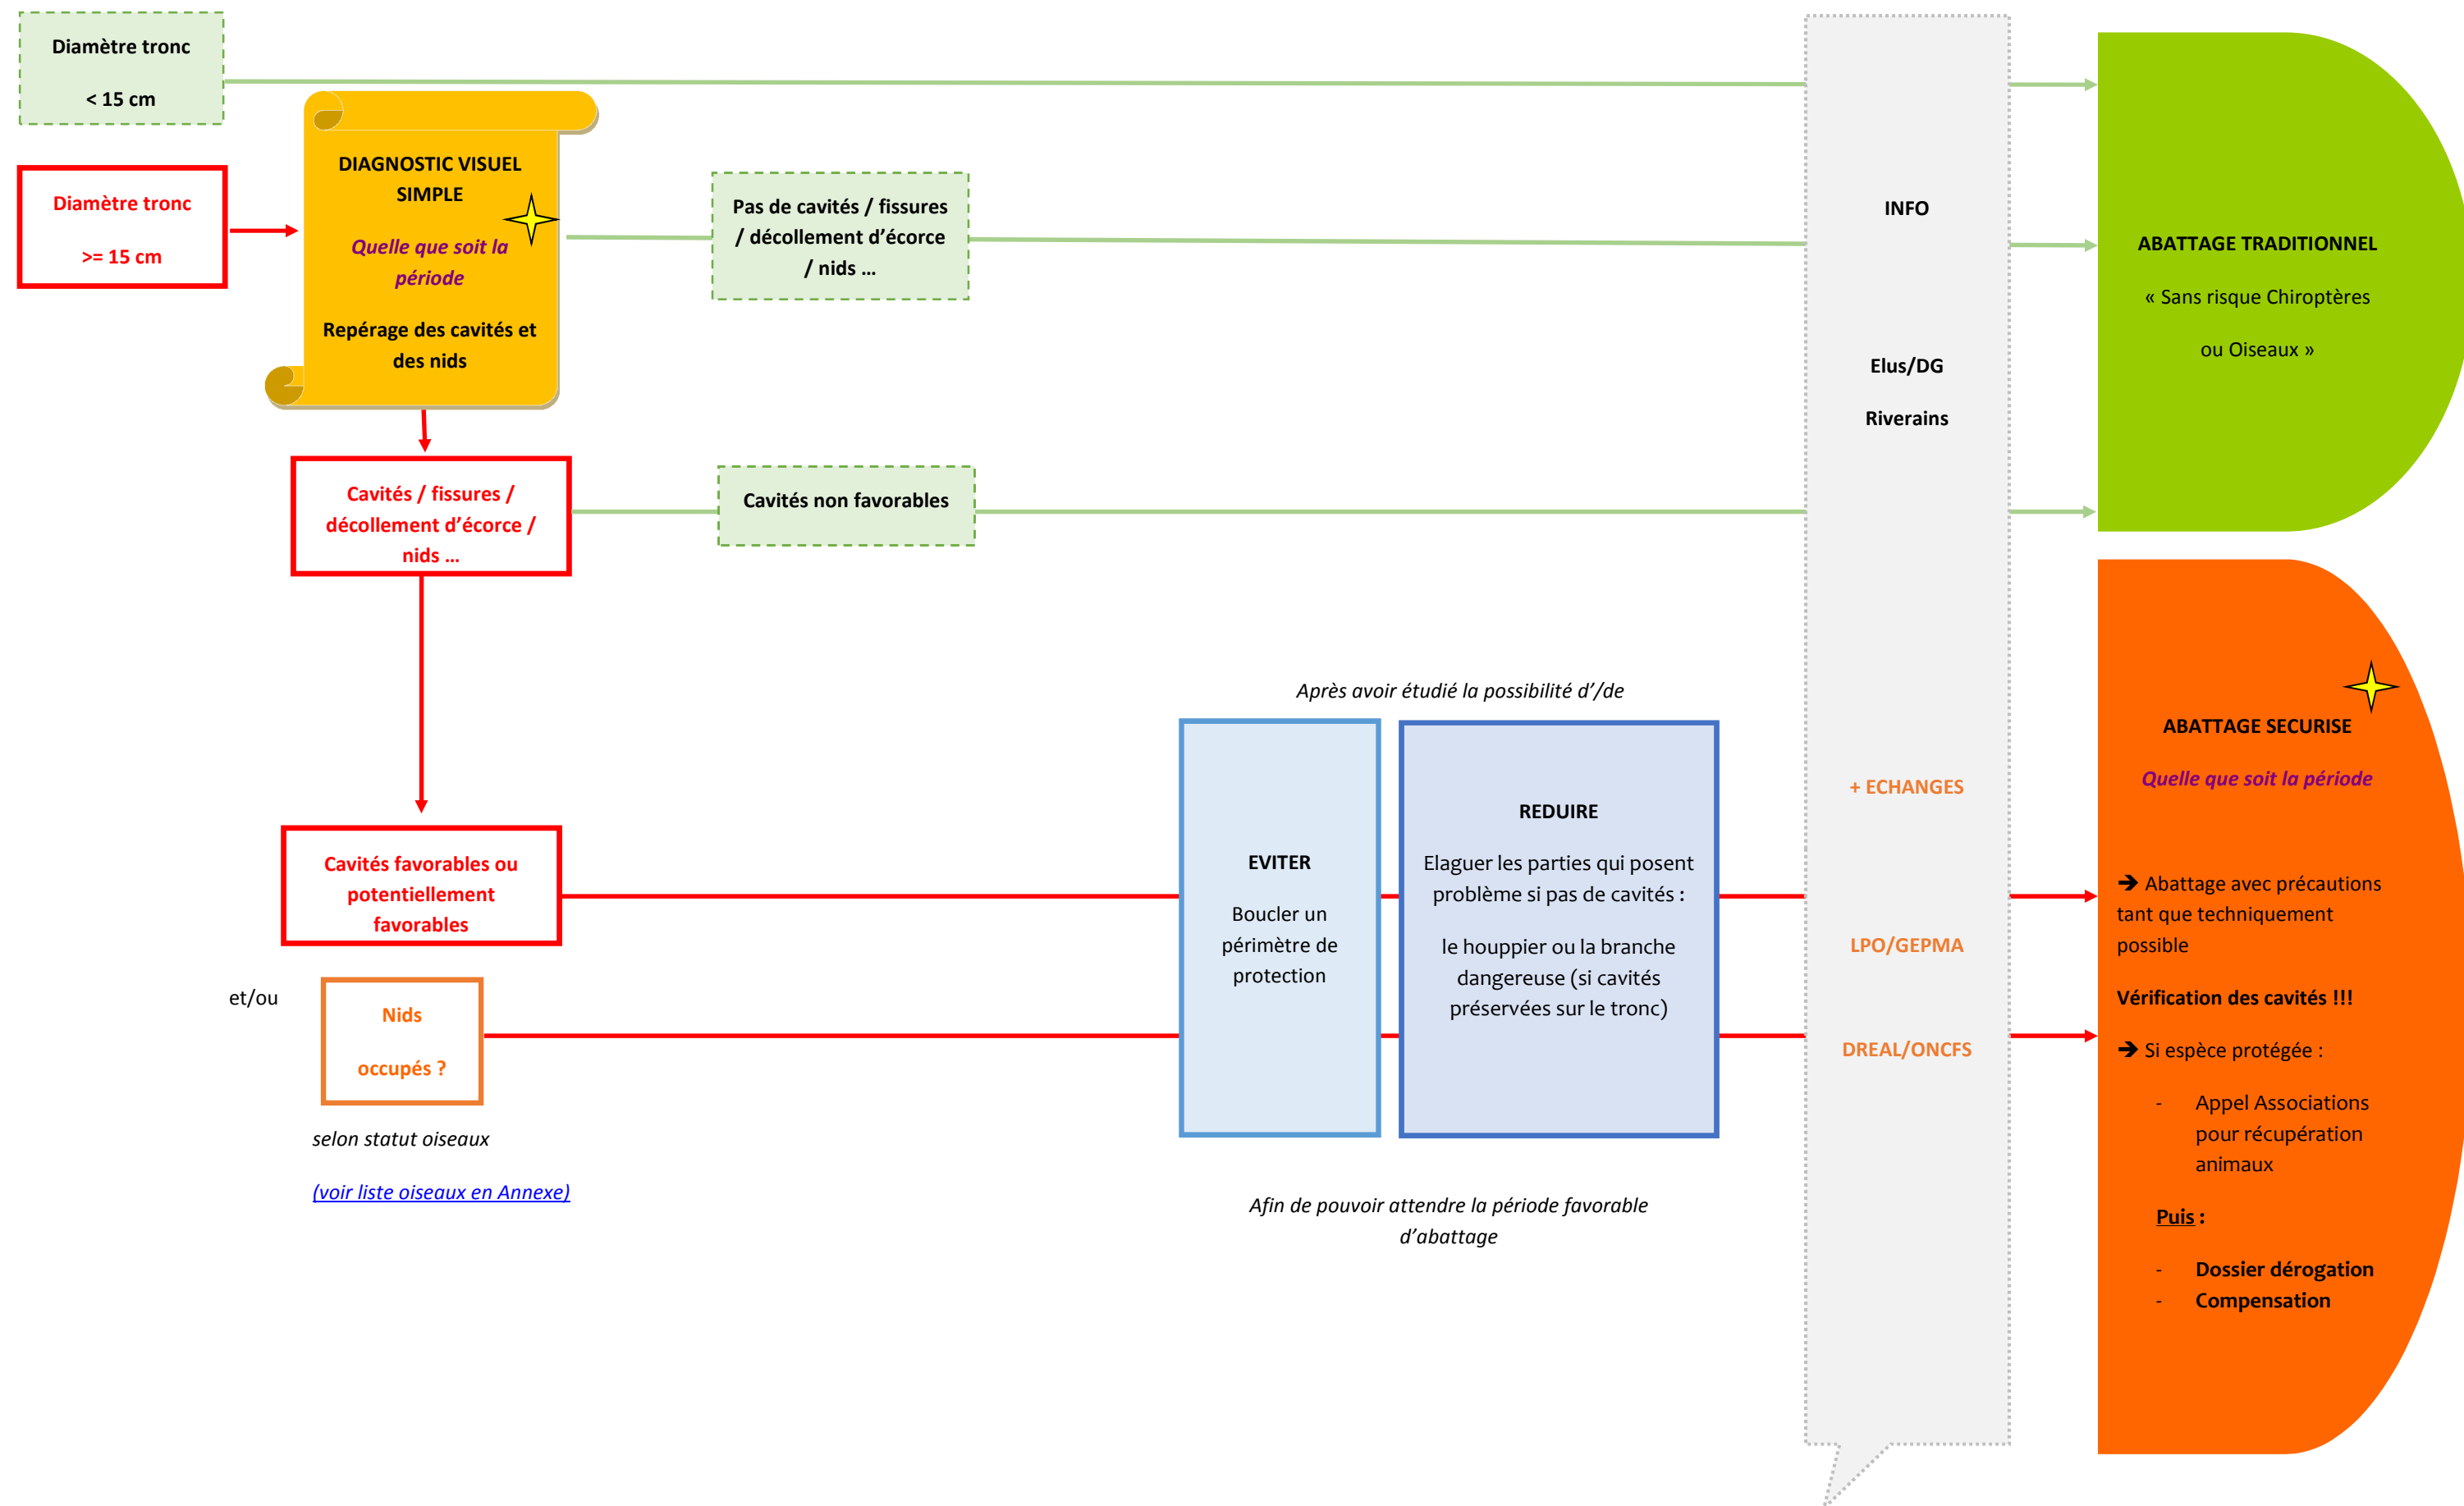 Diamètre tronc
< 15 cm
Diamètre tronc
>= 15 cm
DIAGNOSTIC VISUEL
SIMPLE
Quelle que soit la
période
Repérage des cavités et
des nids
Pas de cavités / fissures
/ décollement d’écorce
/ nids …
Cavités / fissures /
décollement d’écorce /
nids …
Cavités non favorables
Cavités favorables ou
potentiellement
favorables
et/ou
Nids
occupés ?
selon statut oiseaux
(voir liste oiseaux en Annexe)
Après avoir étudié la possibilité d’/de
EVITER
Boucler un
périmètre de
protection
REDUIRE
Elaguer les parties qui posent
problème si pas de cavités :
le houppier ou la branche
dangereuse (si cavités
préservées sur le tronc)
Afin de pouvoir attendre la période favorable
d’abattage
INFO
Elus/DG
Riverains
+ ECHANGES
LPO/GEPMA
DREAL/ONCFS
ABATTAGE TRADITIONNEL
« Sans risque Chiroptères
ou Oiseaux »
ABATTAGE SECURISE
Quelle que soit la période
➔ Abattage avec précautions
tant que techniquement
possible
Vérification des cavités !!!
➔ Si espèce protégée :
- Appel Associations
pour récupération
animaux
Puis :
- Dossier dérogation
- Compensation